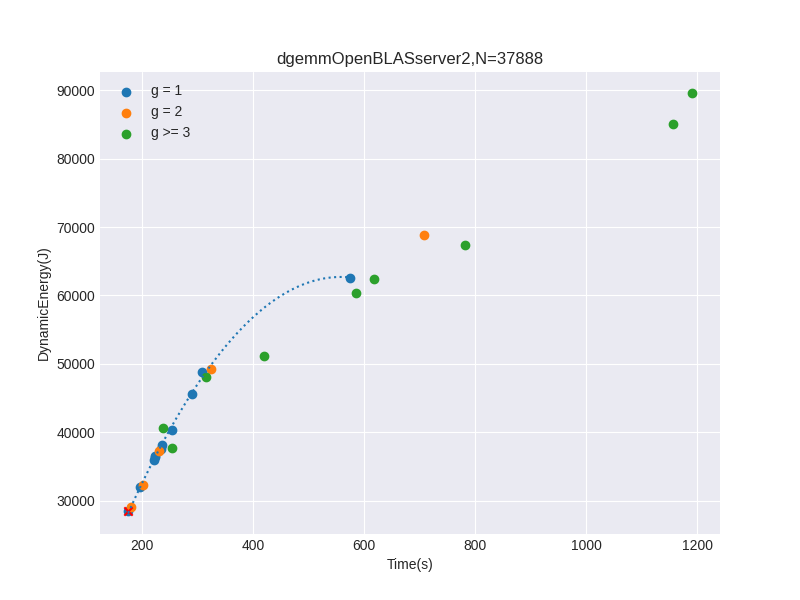 dgemmOpenBLASserver2,N=37888
g = 1
g = 2
g >= 3
DynamicEnergy(J)
90000
80000
70000
60000
50000
40000
30000
200 400 600 800 1000 1200
Time(s)